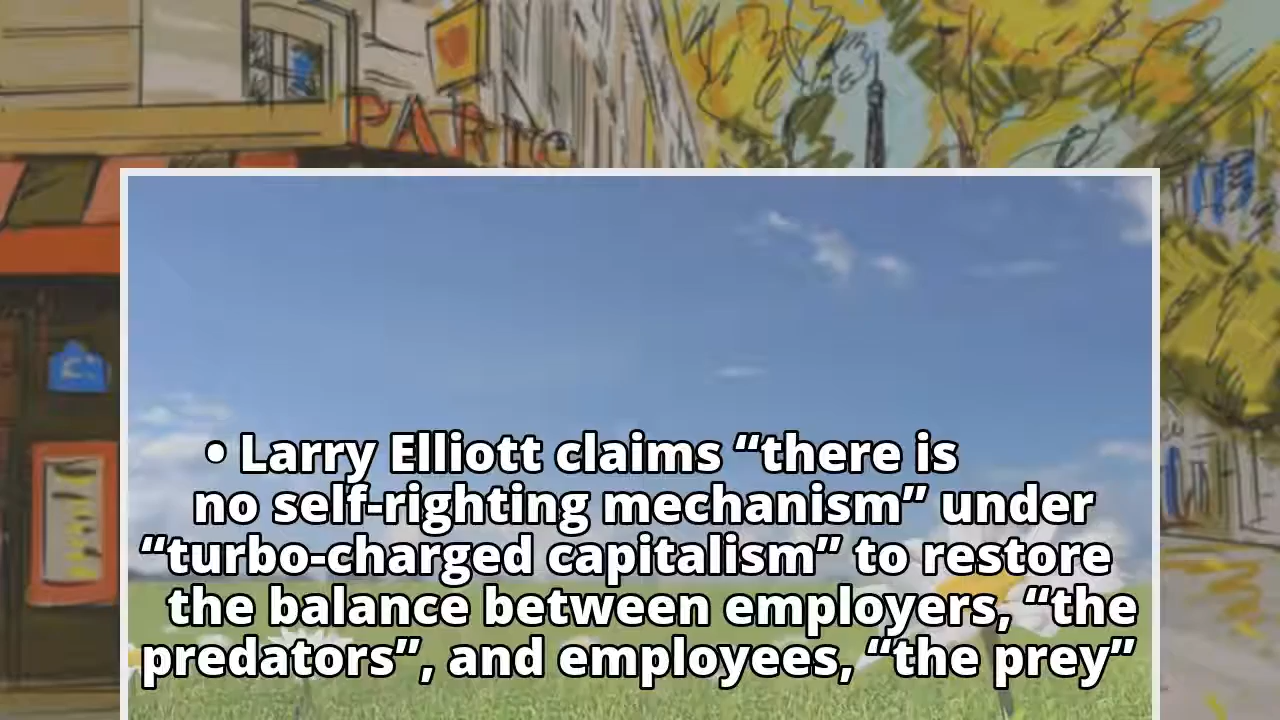 PARIS
• Larry Elliott claims “there is
no self-righting mechanism” under
“turbo-charged capitalism” to restore
the balance between employers, “the
predators”, and employees, “the prey”